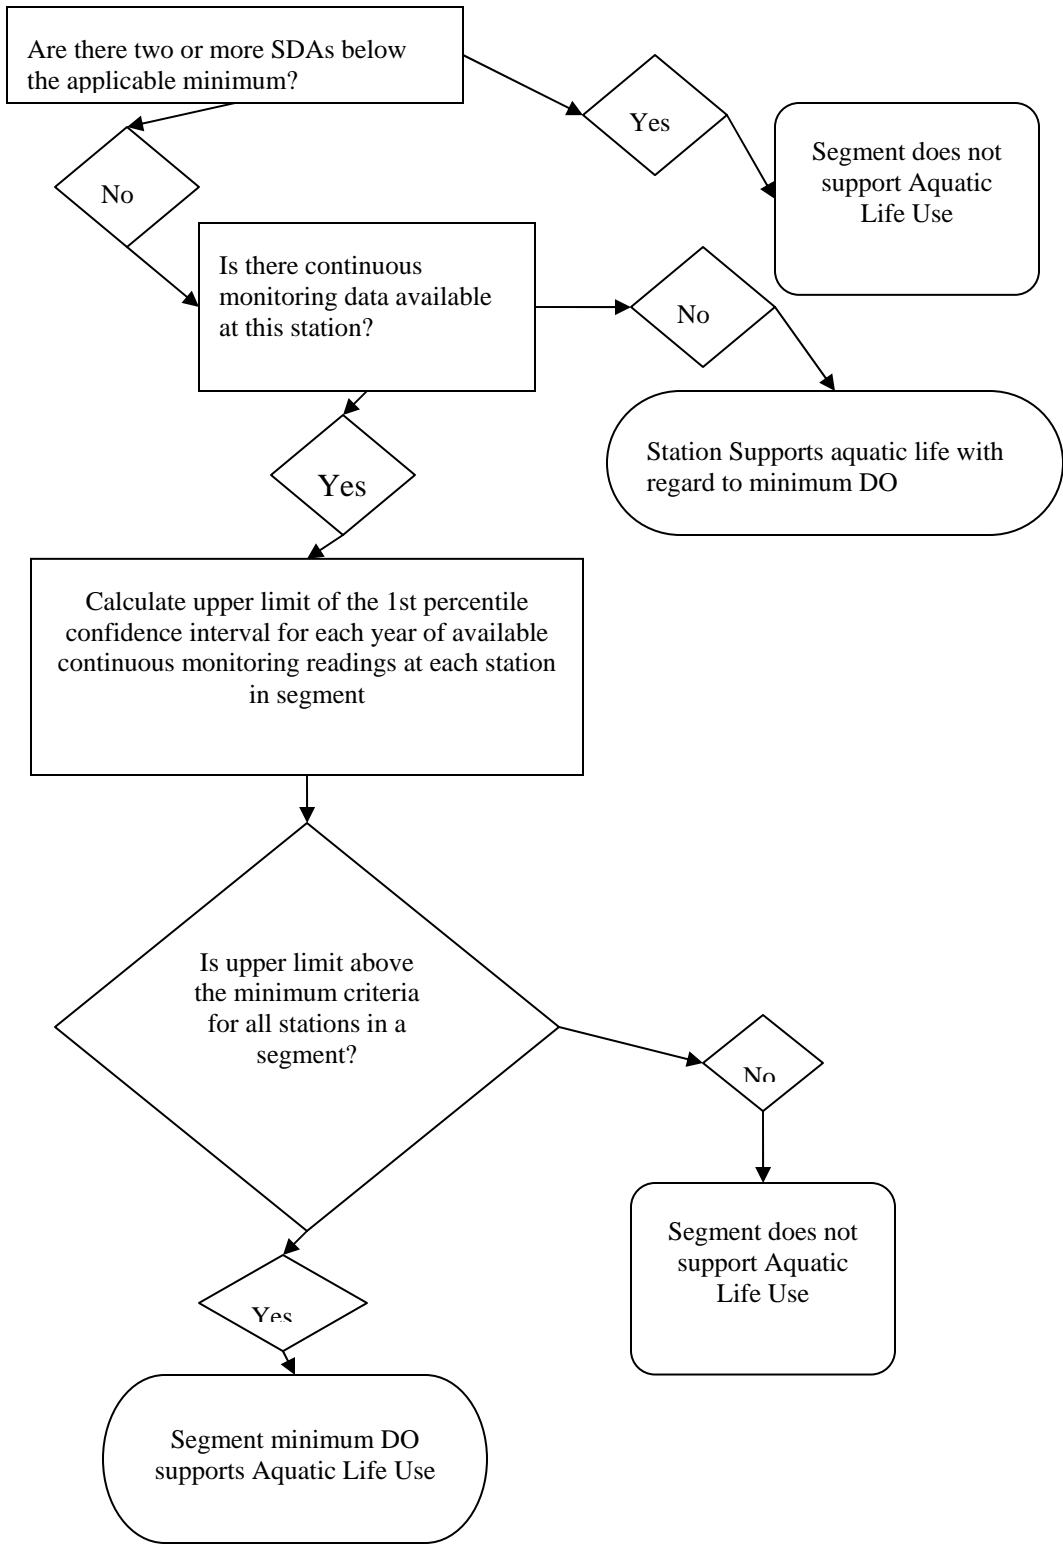 Are there two or more SDAs below
the applicable minimum?
Yes
Segment does not
support Aquatic
Life Use
No
Is there continuous
monitoring data available
at this station?
No
Station Supports aquatic life with
regard to minimum DO
Yes
Calculate upper limit of the 1st percentile
confidence interval for each year of available
continuous monitoring readings at each station
in segment
Is upper limit above
the minimum criteria
for all stations in a
segment?
No
Segment does not
support Aquatic
Life Use
Yes
Segment minimum DO
supports Aquatic Life Use